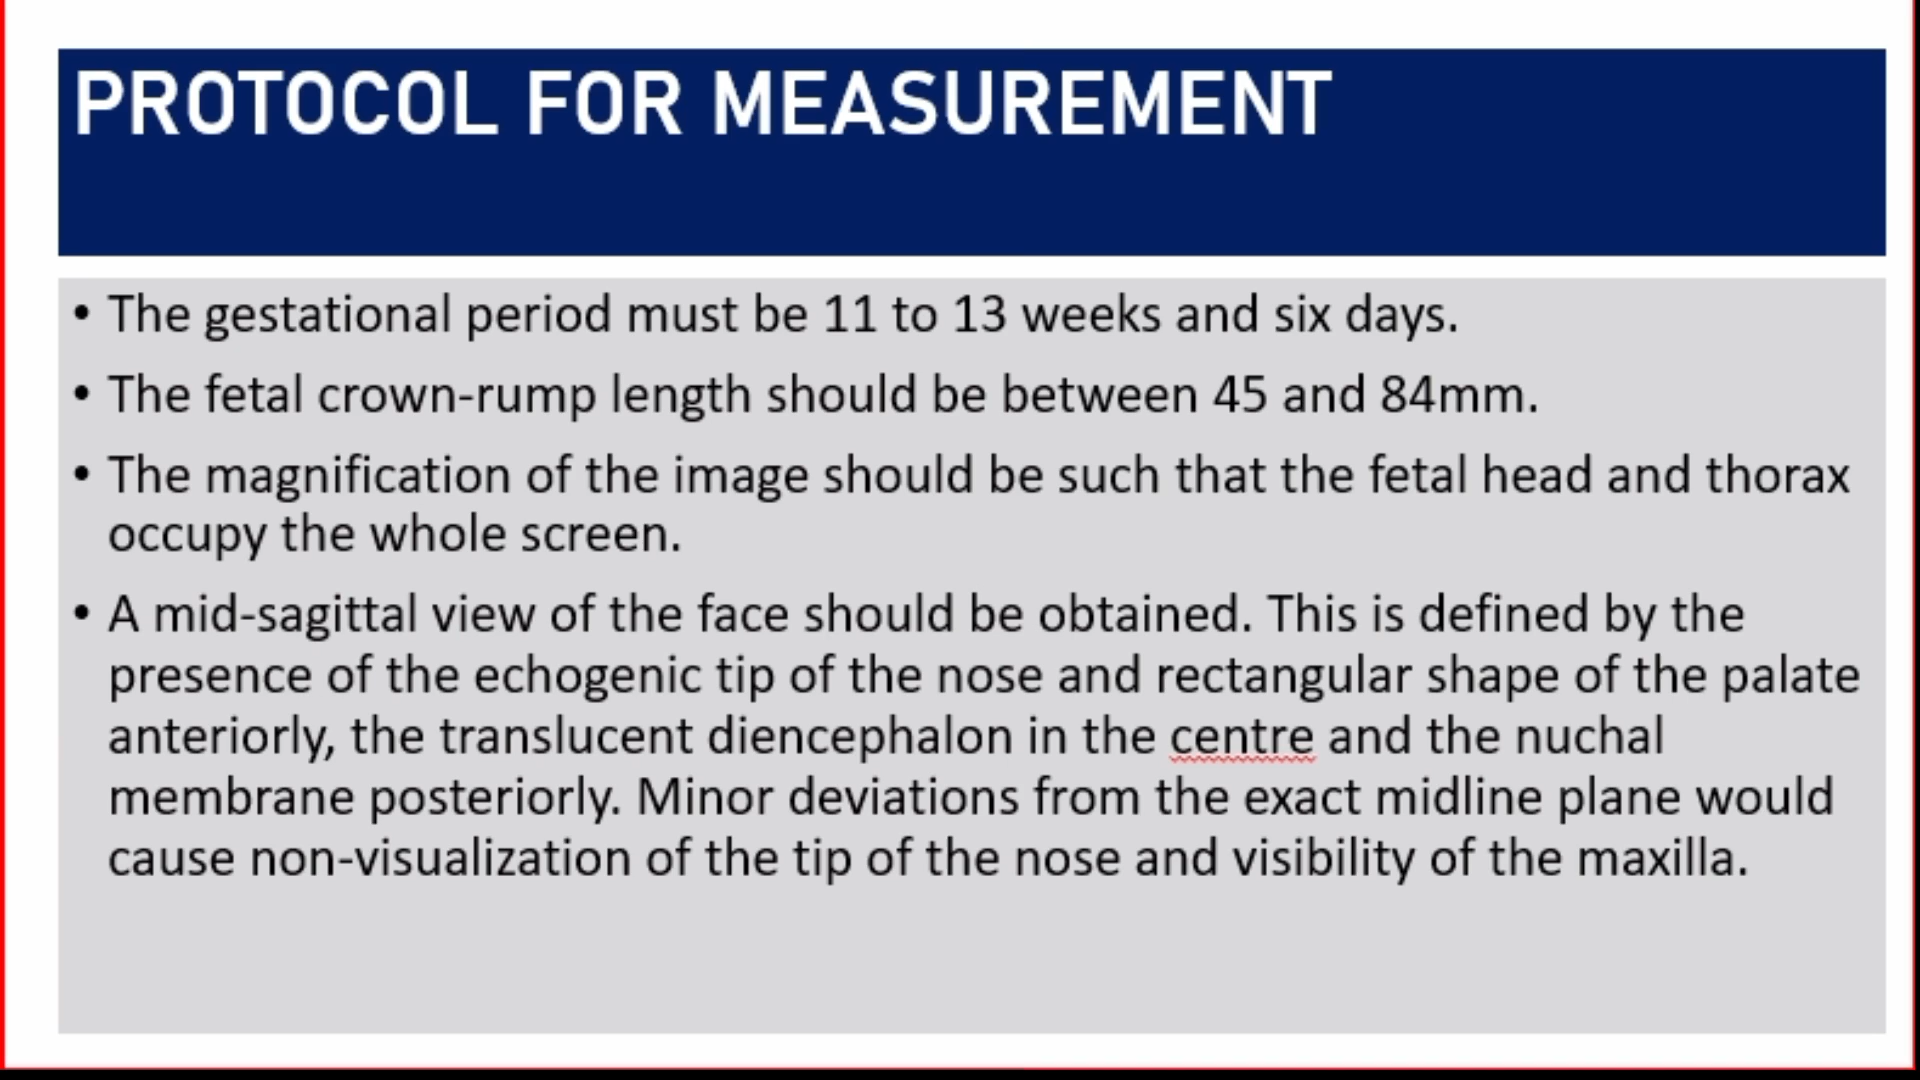 PROTOCOL FOR MEASUREMENT
• The gestational period must be 11 to 13 weeks and six days.
• The fetal crown-rump length should be between 45 and 84mm.
• The magnification of the image should be such that the fetal head and thorax
occupy the whole screen.
• A mid-sagittal view of the face should be obtained. This is defined by the
presence of the echogenic tip of the nose and rectangular shape of the palate
anteriorly, the translucent diencephalon in the centre and the nuchal
membrane posteriorly. Minor deviations from the exact midline plane would
cause non-visualization of the tip of the nose and visibility of the maxilla.